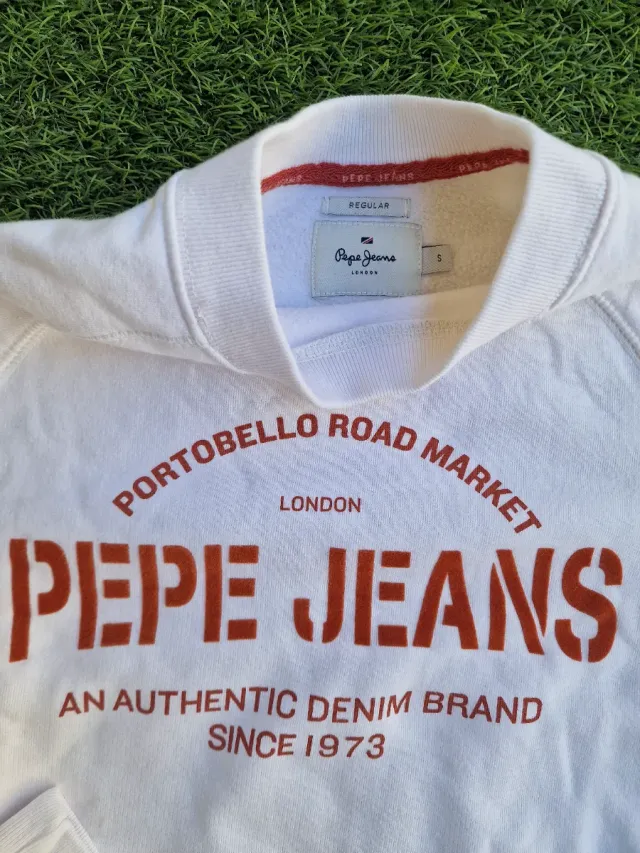 PEPE JEANS
REGULAR
Pepe Jeans
LONDON
S
PORTOBELLO ROAD MARKET
LONDON
PEPE JEANS
AN AUTHENTIC DENIM BRAND
SINCE 1973